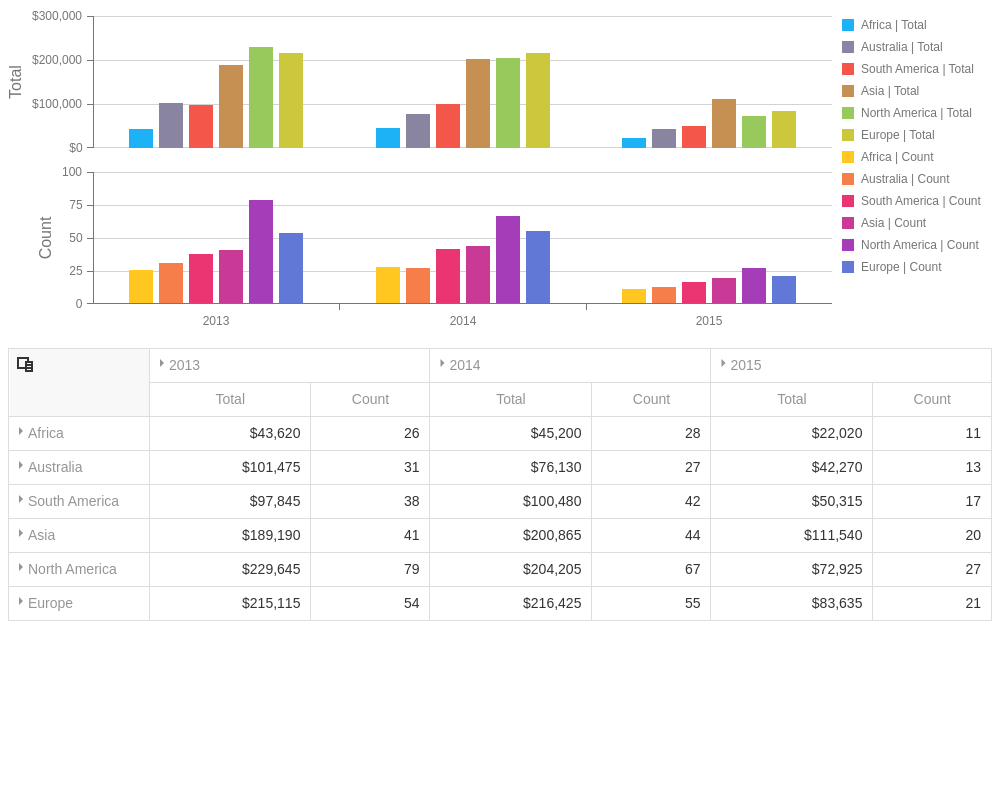 Total
$300,000
$200,000
$100,000
$0
Count
100
75
50
25
0
2013 2014 2015
Africa | Total
Australia | Total
South America | Total
Asia | Total
North America | Total
Europe | Total
Africa | Count
Australia | Count
South America | Count
Asia | Count
North America | Count
Europe | Count
2013 2014 2015
Total Count Total Count Total Count
Africa $43,620 26 $45,200 28 $22,020 11
Australia $101,475 31 $76,130 27 $42,270 13
South America $97,845 38 $100,480 42 $50,315 17
Asia $189,190 41 $200,865 44 $111,540 20
North America $229,645 79 $204,205 67 $72,925 27
Europe $215,115 54 $216,425 55 $83,635 21